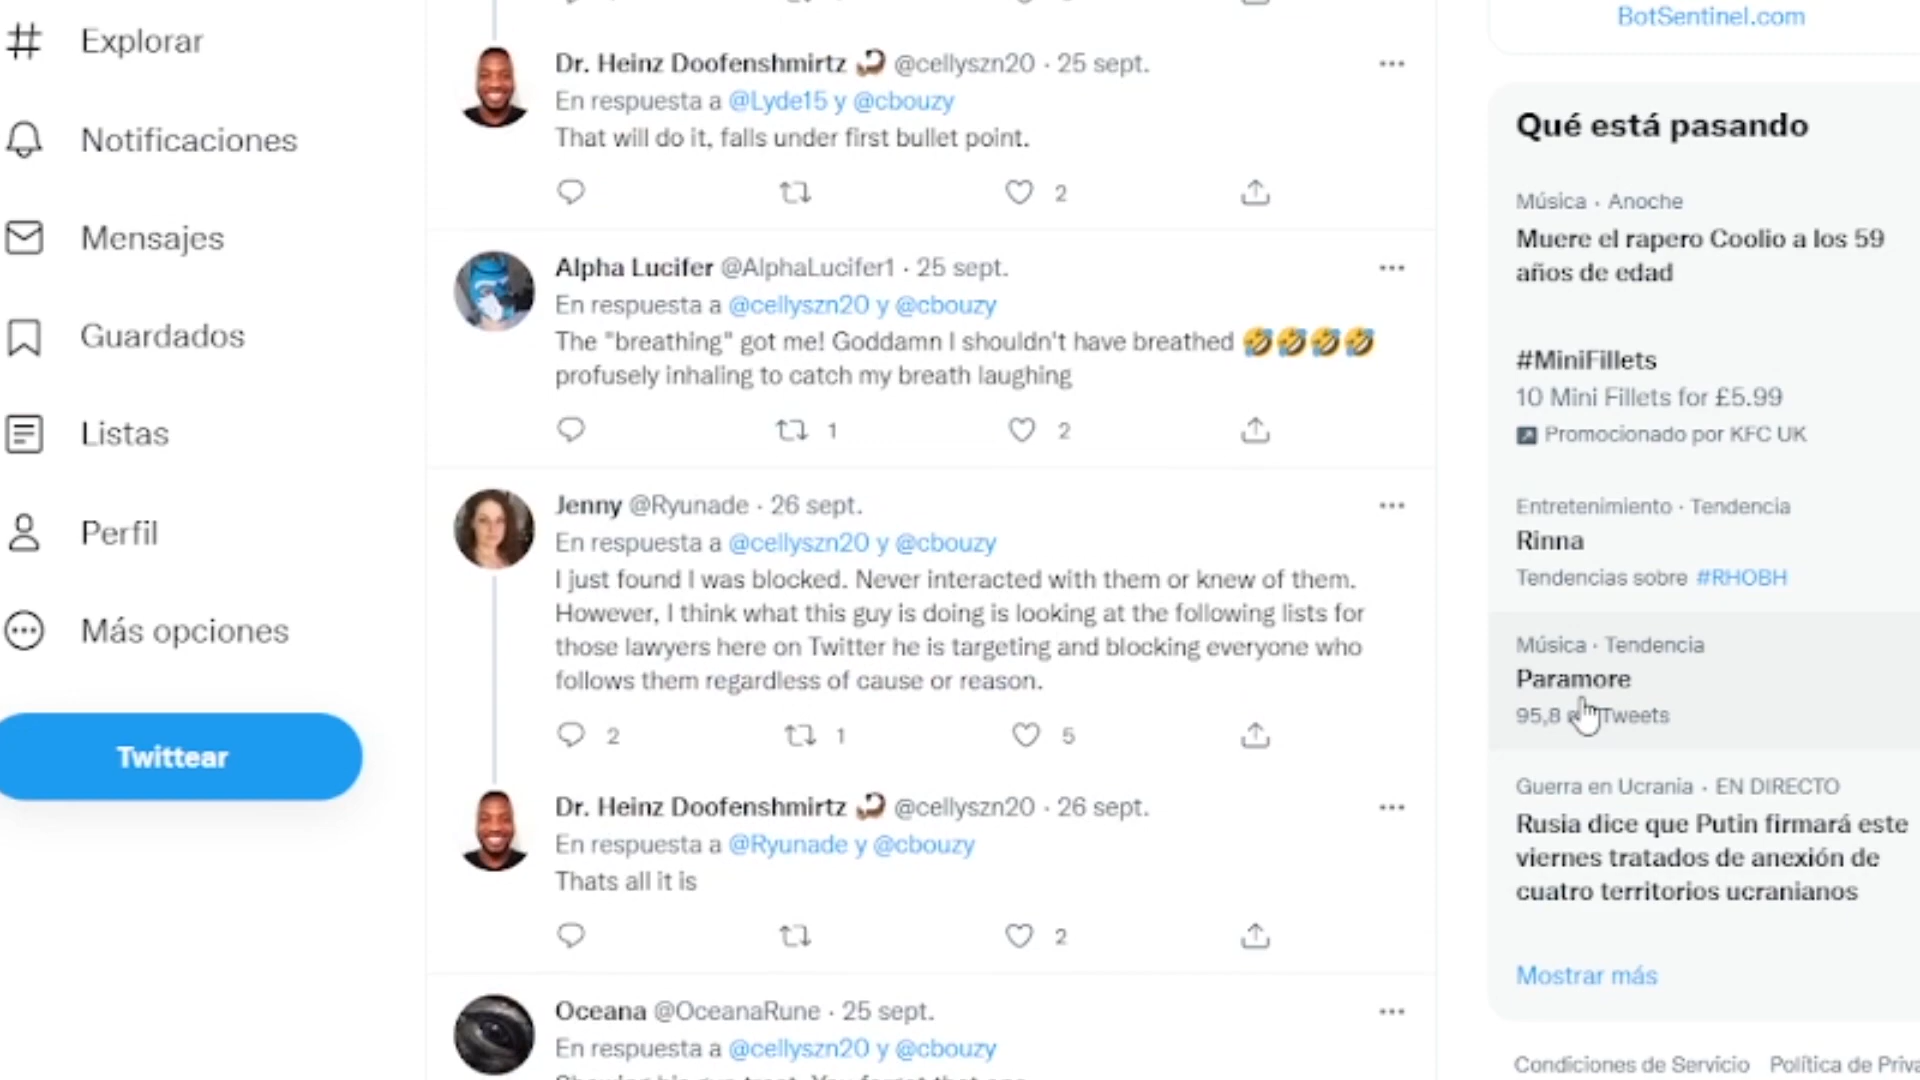 Explorar
Notificaciones
Mensajes
Guardados
Listas
Perfil
Más opciones
Twittear
Dr. Heinz Doofenshmirtz @cellyszn20 · 25 sept.
En respuesta a @Lyde15 y @cbouzy
That will do it, falls under first bullet point.
2
Alpha Lucifer @AlphaLucifer1 · 25 sept.
En respuesta a @cellyszn20 y @cbouzy
The "breathing" got me! Goddamn I shouldn't have breathed 🤣🤣🤣🤣
profusely inhaling to catch my breath laughing
1 2
Jenny @Ryunade · 26 sept.
En respuesta a @cellyszn20 y @cbouzy
I just found I was blocked. Never interacted with them or knew of them.
However, I think what this guy is doing is looking at the following lists for
those lawyers here on Twitter he is targeting and blocking everyone who
follows them regardless of cause or reason.
2 1 5
Dr. Heinz Doofenshmirtz @cellyszn20 · 26 sept.
En respuesta a @Ryunade y @cbouzy
Thats all it is
2
Oceana @OceanaRune · 25 sept.
En respuesta a @cellyszn20 y @cbouzy
BotSentinel.com
Qué está pasando
Música · Anoche
Muere el rapero Coolio a los 59
años de edad
#MiniFillets
10 Mini Fillets for £5.99
Promocionado por KFC UK
Entretenimiento · Tendencia
Rinna
Tendencias sobre #RHOBH
Música · Tendencia
Paramore
95,8 Tweets
Guerra en Ucrania · EN DIRECTO
Rusia dice que Putin firmará este
viernes tratados de anexión de
cuatro territorios ucranianos
Mostrar más
Condiciones de Servicio Política de